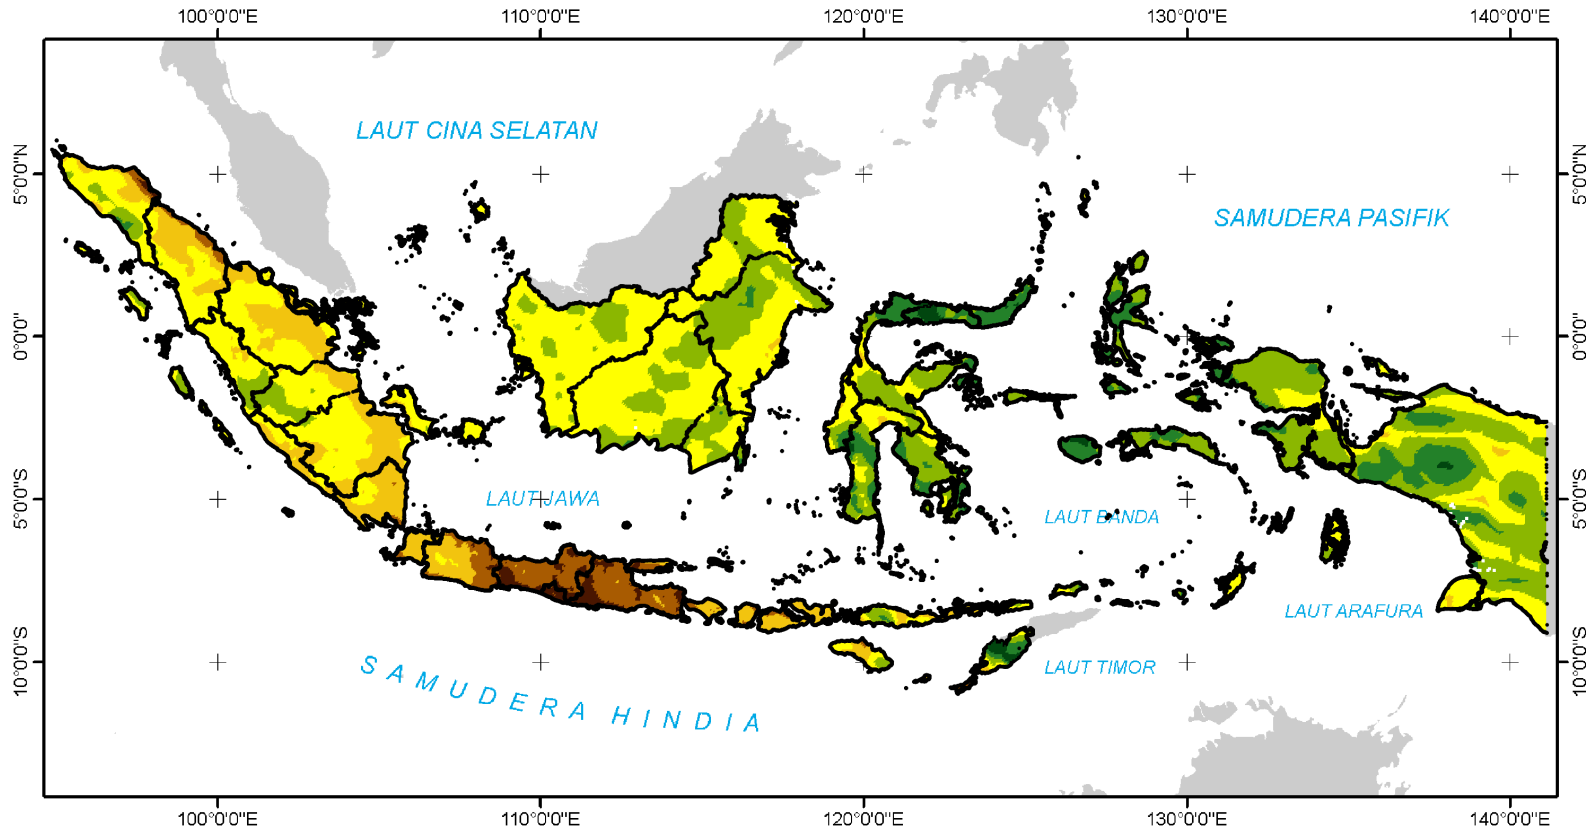 100°0'0"E
110°0'0"E
120°0'0"E
130°0'0"E
140°0'0"E
5°0'0"N
5°0'0"N
LAUT CINA SELATAN
SAMUDERA PASIFIK
0°0'0"
0°0'0"
5°0'0"S
5°0'0"S
LAUT JAWA
LAUT BANDA
LAUT ARAFURA
10°0'0"S
10°0'0"S
LAUT TIMOR
SAMUDERA HINDIA
100°0'0"E
110°0'0"E
120°0'0"E
130°0'0"E
140°0'0"E